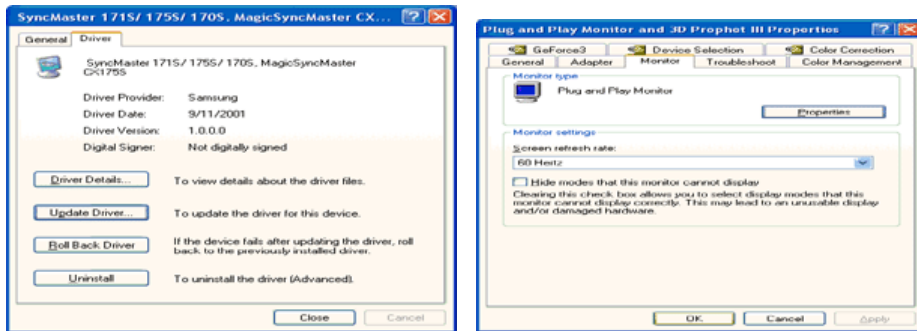 SyncMaster 171S/ 175S/ 170S, MagicSyncMaster CX...
General
Driver
SyncMaster 171S/ 175S/ 170S, MagicSyncMaster
CX175S
Driver Provider: Samsung
Driver Date: 9/11/2001
Driver Version: 1.0.0.0
Digital Signer: Not digitally signed
Driver Details...
To view details about the driver files.
Update Driver...
To update the driver for this device.
Roll Back Driver
If the device fails after updating the driver, roll
back to the previously installed driver.
Uninstall
To uninstall the driver (Advanced).
Close
Cancel
Plug and Play Monitor and 3D Prophet III Properties
GeForce3
Device Selection
Color Correction
General
Adapter
Monitor
Troubleshoot
Color Management
Monitor type
Plug and Play Monitor
Properties
Monitor settings
Screen refresh rate:
60 Hertz
Hide modes that this monitor cannot display
Clearing this check box allows you to select display modes that this
monitor cannot display correctly. This may lead to an unusable display
and/or damaged hardware.
OK
Cancel
Apply